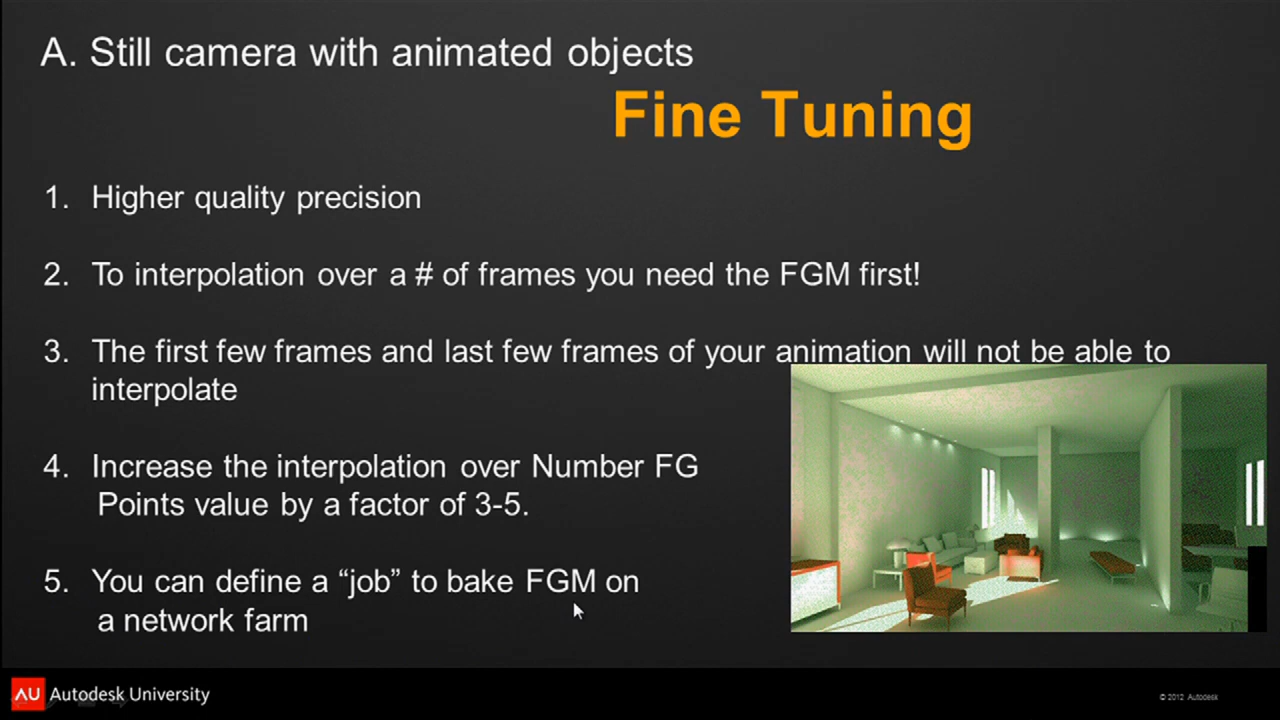 A. Still camera with animated objects
Fine Tuning
1. Higher quality precision
2. To interpolation over a # of frames you need the FGM first!
3. The first few frames and last few frames of your animation will not be able to
interpolate
4. Increase the interpolation over Number FG
Points value by a factor of 3-5.
5. You can define a “job” to bake FGM on
a network farm
AU Autodesk University
© 2012 Autodesk